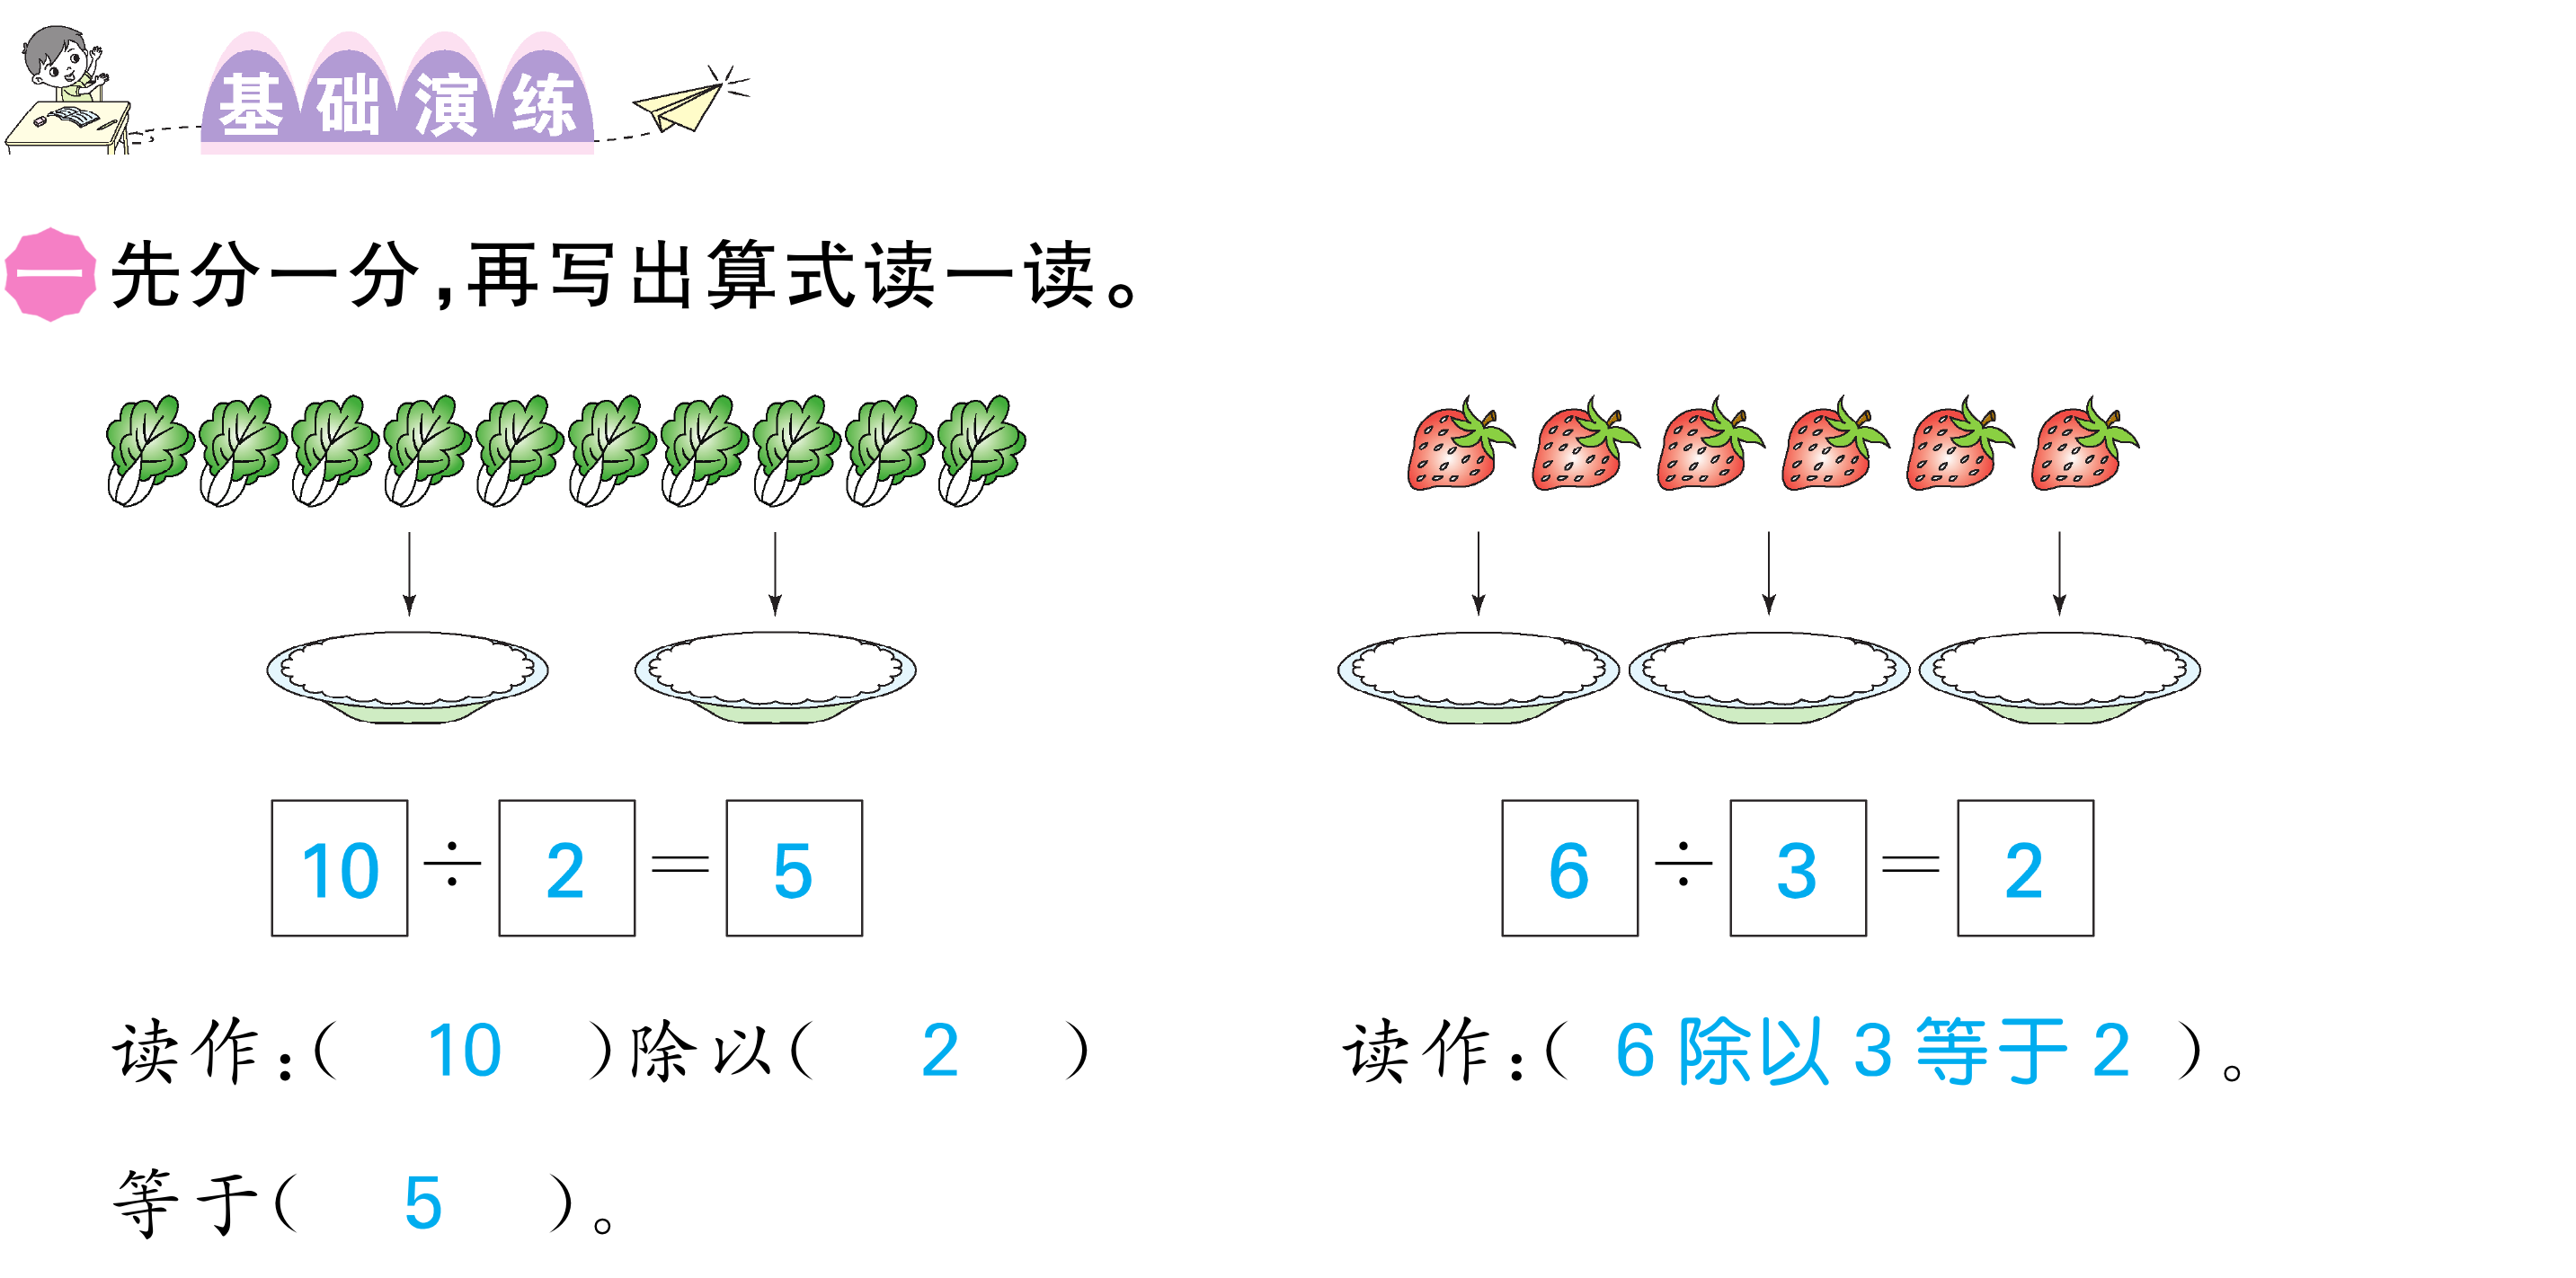 基础演练
一 先分一分,再写出算式读一读。
10 ÷ 2 = 5
读作:( 10 )除以( 2 )
等于( 5 )。
6 ÷ 3 = 2
读作:( 6 除以 3 等于 2 )。